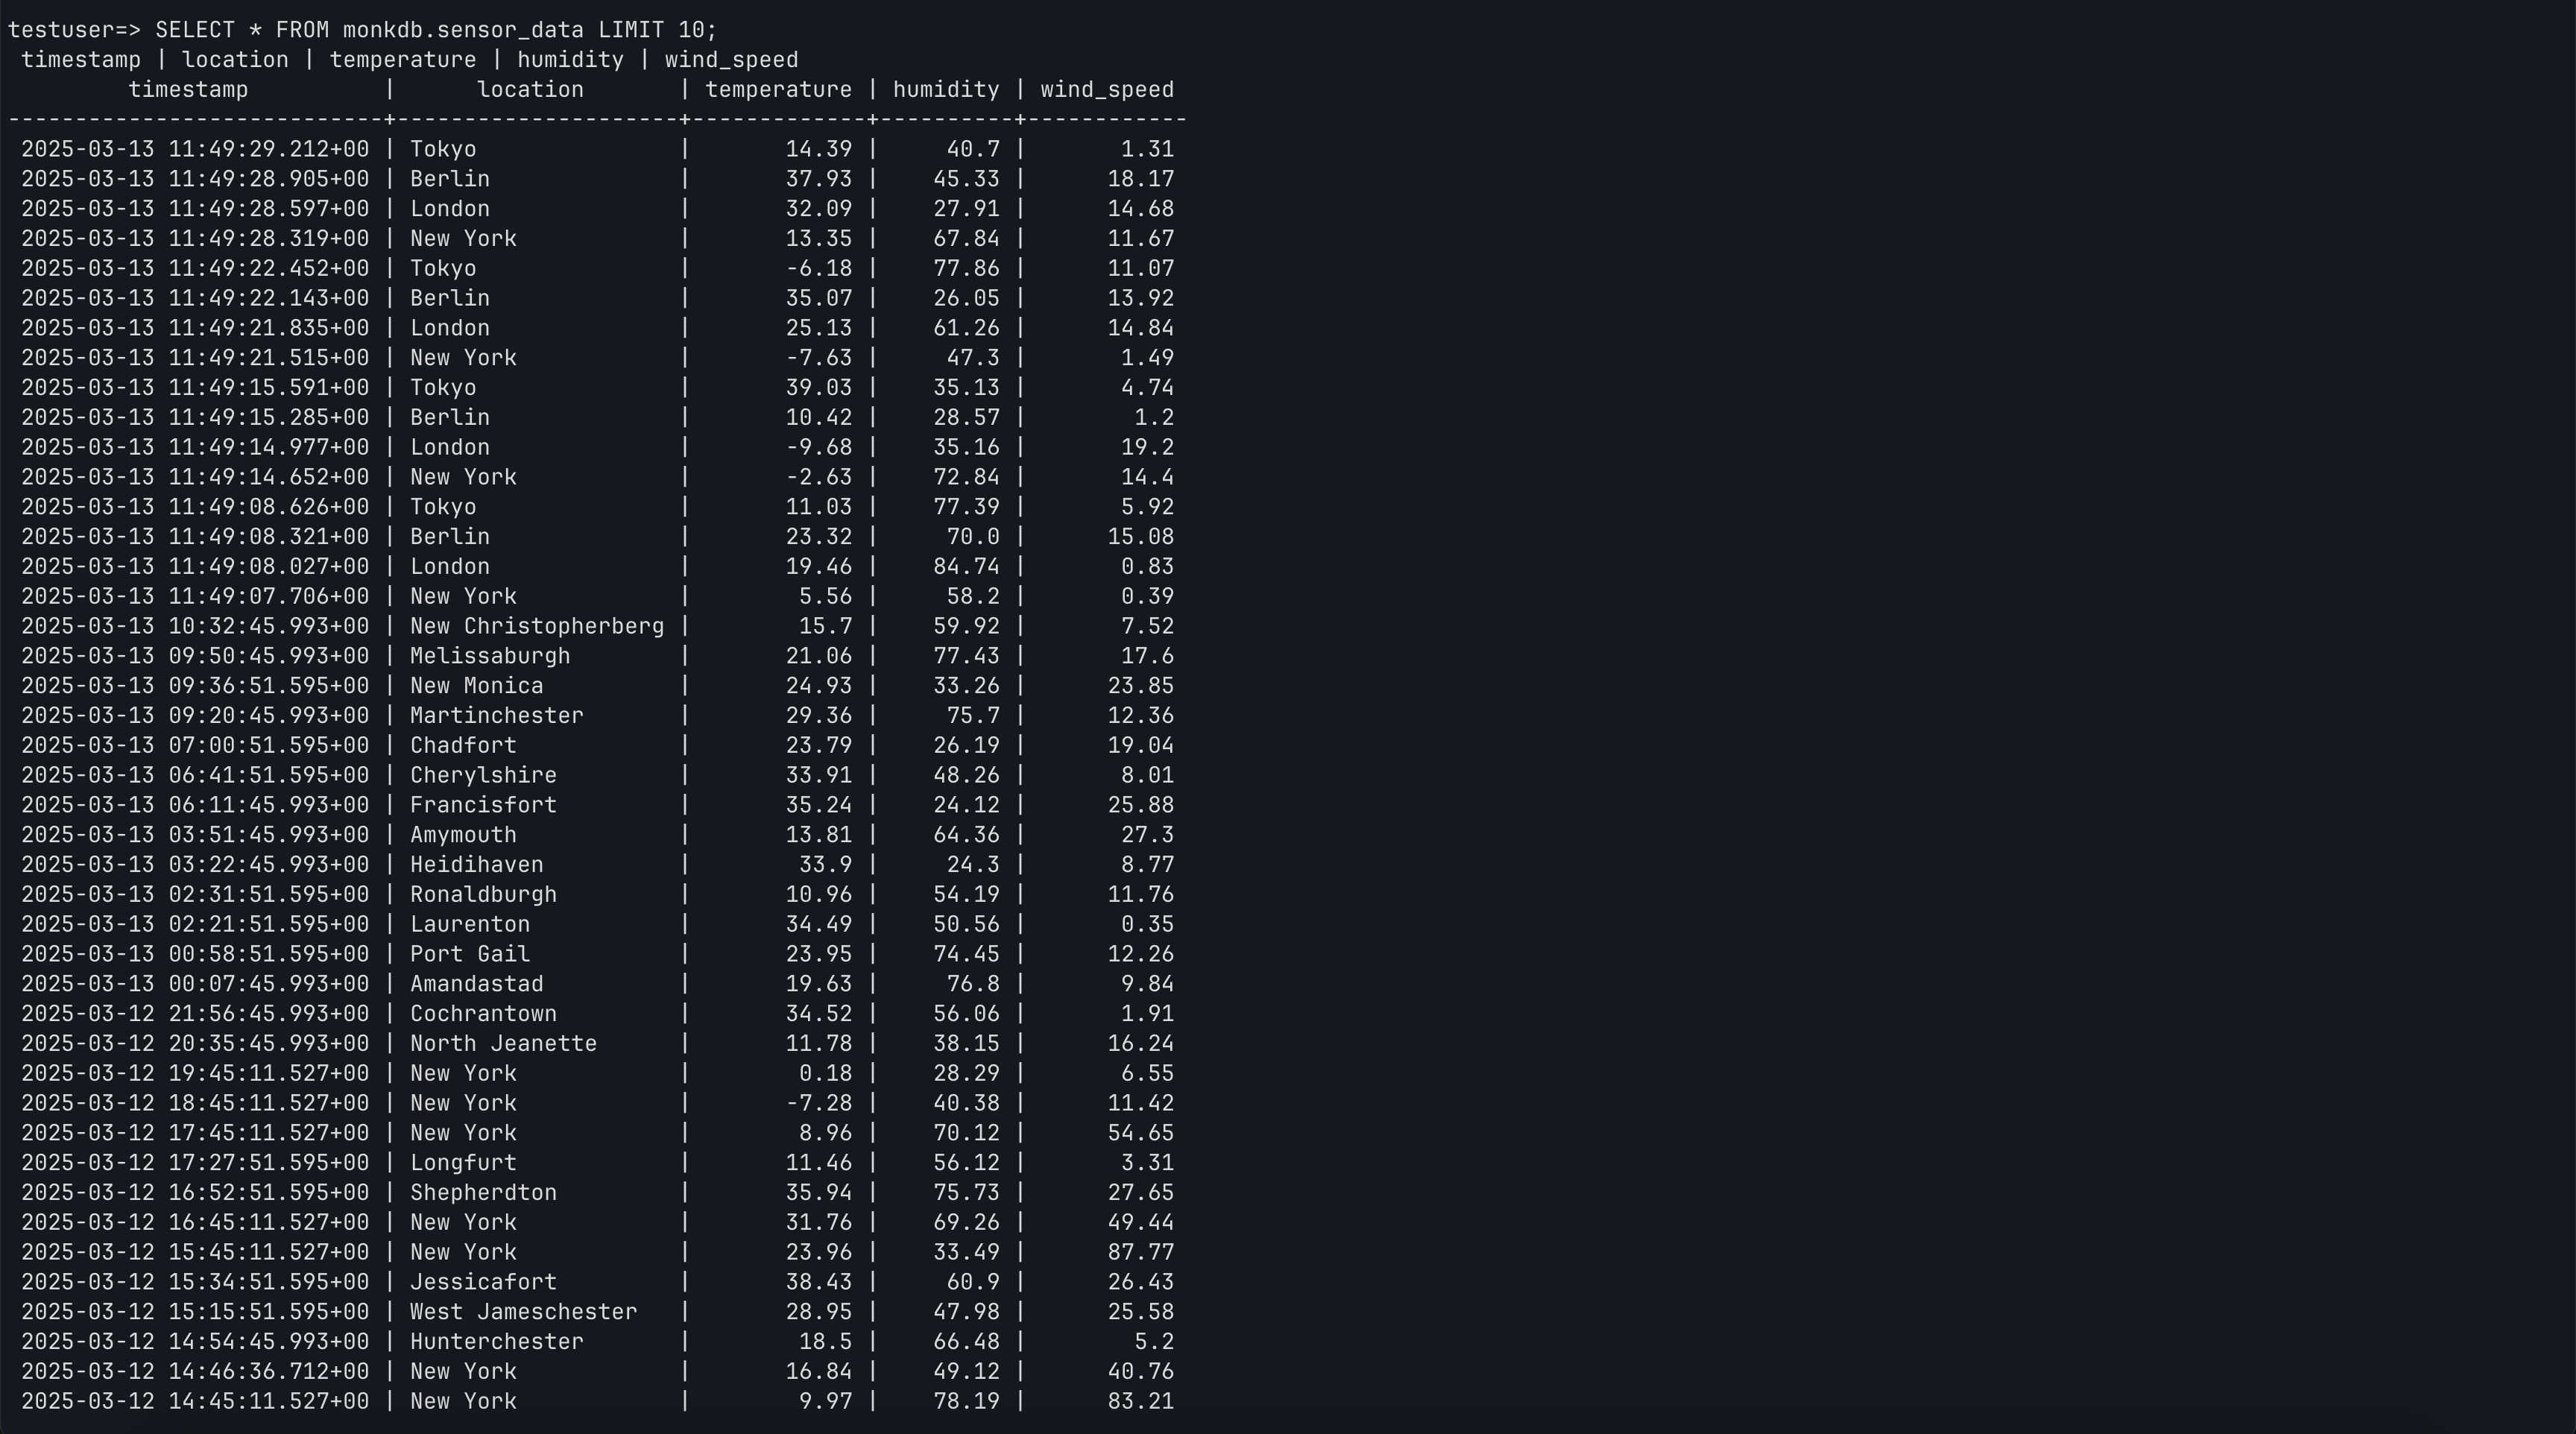 testuser=> SELECT * FROM monkdb.sensor_data LIMIT 10;
 timestamp | location | temperature | humidity | wind_speed
         timestamp          |      location       | temperature | humidity | wind_speed
----------------------------+---------------------+-------------+----------+------------
 2025-03-13 11:49:29.212+00 | Tokyo               |       14.39 |     40.7 |       1.31
 2025-03-13 11:49:28.905+00 | Berlin              |       37.93 |    45.33 |      18.17
 2025-03-13 11:49:28.597+00 | London              |       32.09 |    27.91 |      14.68
 2025-03-13 11:49:28.319+00 | New York            |       13.35 |    67.84 |      11.67
 2025-03-13 11:49:22.452+00 | Tokyo               |       -6.18 |    77.86 |      11.07
 2025-03-13 11:49:22.143+00 | Berlin              |       35.07 |    26.05 |      13.92
 2025-03-13 11:49:21.835+00 | London              |       25.13 |    61.26 |      14.84
 2025-03-13 11:49:21.515+00 | New York            |       -7.63 |     47.3 |       1.49
 2025-03-13 11:49:15.591+00 | Tokyo               |       39.03 |    35.13 |       4.74
 2025-03-13 11:49:15.285+00 | Berlin              |       10.42 |    28.57 |        1.2
 2025-03-13 11:49:14.977+00 | London              |       -9.68 |    35.16 |       19.2
 2025-03-13 11:49:14.652+00 | New York            |       -2.63 |    72.84 |       14.4
 2025-03-13 11:49:08.626+00 | Tokyo               |       11.03 |    77.39 |       5.92
 2025-03-13 11:49:08.321+00 | Berlin              |       23.32 |     70.0 |      15.08
 2025-03-13 11:49:08.027+00 | London              |       19.46 |    84.74 |       0.83
 2025-03-13 11:49:07.706+00 | New York            |        5.56 |     58.2 |       0.39
 2025-03-13 10:32:45.993+00 | New Christopherberg |        15.7 |    59.92 |       7.52
 2025-03-13 09:50:45.993+00 | Melissaburgh        |       21.06 |    77.43 |       17.6
 2025-03-13 09:36:51.595+00 | New Monica          |       24.93 |    33.26 |      23.85
 2025-03-13 09:20:45.993+00 | Martinchester       |       29.36 |     75.7 |      12.36
 2025-03-13 07:00:51.595+00 | Chadfort            |       23.79 |    26.19 |      19.04
 2025-03-13 06:41:51.595+00 | Cherylshire         |       33.91 |    48.26 |       8.01
 2025-03-13 06:11:45.993+00 | Francisfort         |       35.24 |    24.12 |      25.88
 2025-03-13 03:51:45.993+00 | Amymouth            |       13.81 |    64.36 |       27.3
 2025-03-13 03:22:45.993+00 | Heidihaven          |        33.9 |     24.3 |       8.77
 2025-03-13 02:31:51.595+00 | Ronaldburgh         |       10.96 |    54.19 |      11.76
 2025-03-13 02:21:51.595+00 | Laurenton           |       34.49 |    50.56 |       0.35
 2025-03-13 00:58:51.595+00 | Port Gail           |       23.95 |    74.45 |      12.26
 2025-03-13 00:07:45.993+00 | Amandastad          |       19.63 |     76.8 |       9.84
 2025-03-12 21:56:45.993+00 | Cochrantown         |       34.52 |    56.06 |       1.91
 2025-03-12 20:35:45.993+00 | North Jeanette      |       11.78 |    38.15 |      16.24
 2025-03-12 19:45:11.527+00 | New York            |        0.18 |    28.29 |       6.55
 2025-03-12 18:45:11.527+00 | New York            |       -7.28 |    40.38 |      11.42
 2025-03-12 17:45:11.527+00 | New York            |        8.96 |    70.12 |      54.65
 2025-03-12 17:27:51.595+00 | Longfurt            |       11.46 |    56.12 |       3.31
 2025-03-12 16:52:51.595+00 | Shepherdton         |       35.94 |    75.73 |      27.65
 2025-03-12 16:45:11.527+00 | New York            |       31.76 |    69.26 |      49.44
 2025-03-12 15:45:11.527+00 | New York            |       23.96 |    33.49 |      87.77
 2025-03-12 15:34:51.595+00 | Jessicafort         |       38.43 |     60.9 |      26.43
 2025-03-12 15:15:51.595+00 | West Jameschester   |       28.95 |    47.98 |      25.58
 2025-03-12 14:54:45.993+00 | Hunterchester       |        18.5 |    66.48 |        5.2
 2025-03-12 14:46:36.712+00 | New York            |       16.84 |    49.12 |      40.76
 2025-03-12 14:45:11.527+00 | New York            |        9.97 |    78.19 |      83.21